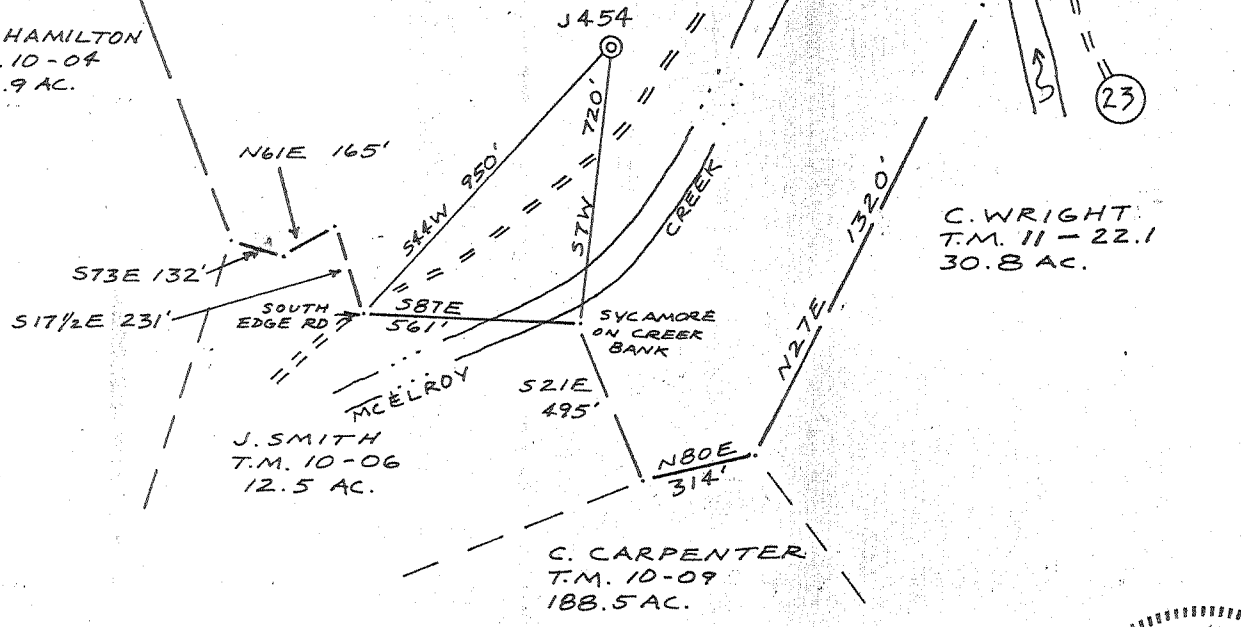 J454
HAMILTON
. 10-04
.9 AC.
N61E 165'
S44W 950'
S7W 720'
CREEK
1320'
N27E
23
C. WRIGHT
T.M. 11-22.1
30.8 AC.
S73E 132'
S17 1/2E 231'
SOUTH
EDGE RD
S87E
561'
SYCAMORE
ON CREEK
BANK
MCELROY
S21E
495'
J. SMITH
T.M. 10-06
12.5 AC.
N80E
314'
C. CARPENTER
T.M. 10-09
188.5 AC.